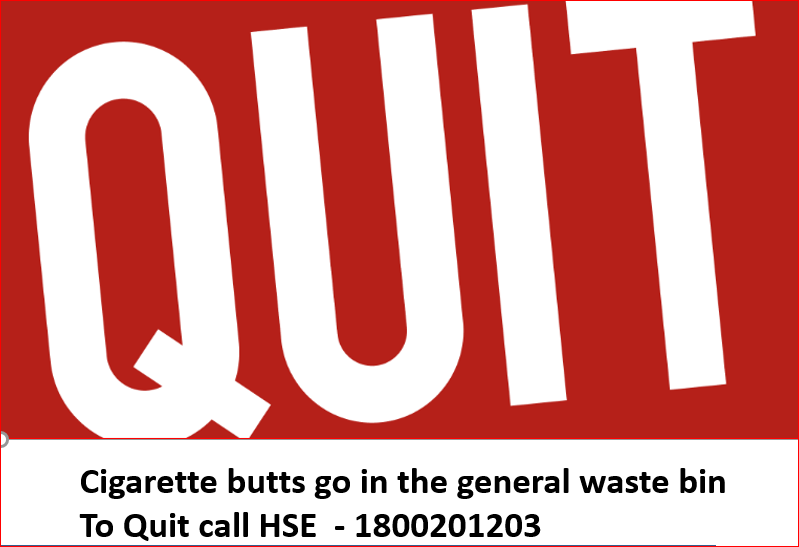 QUIT
Cigarette butts go in the general waste bin
To Quit call HSE  - 1800201203